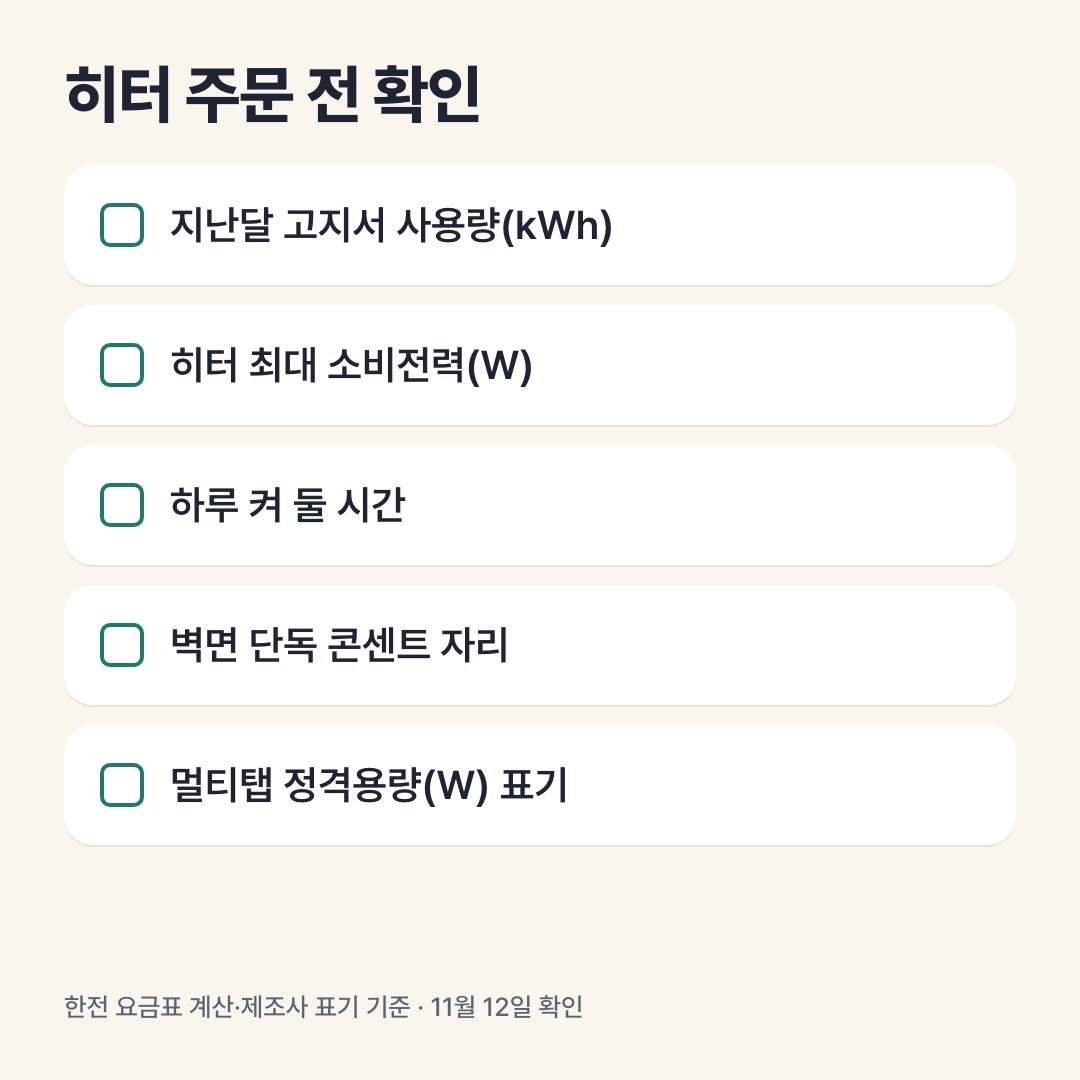 히터 주문 전 확인
지난달 고지서 사용량(kWh)
히터 최대 소비전력(W)
하루 켜 둘 시간
벽면 단독 콘센트 자리
멀티탭 정격용량(W) 표기
한전 요금표 계산·제조사 표기 기준 · 11월 12일 확인